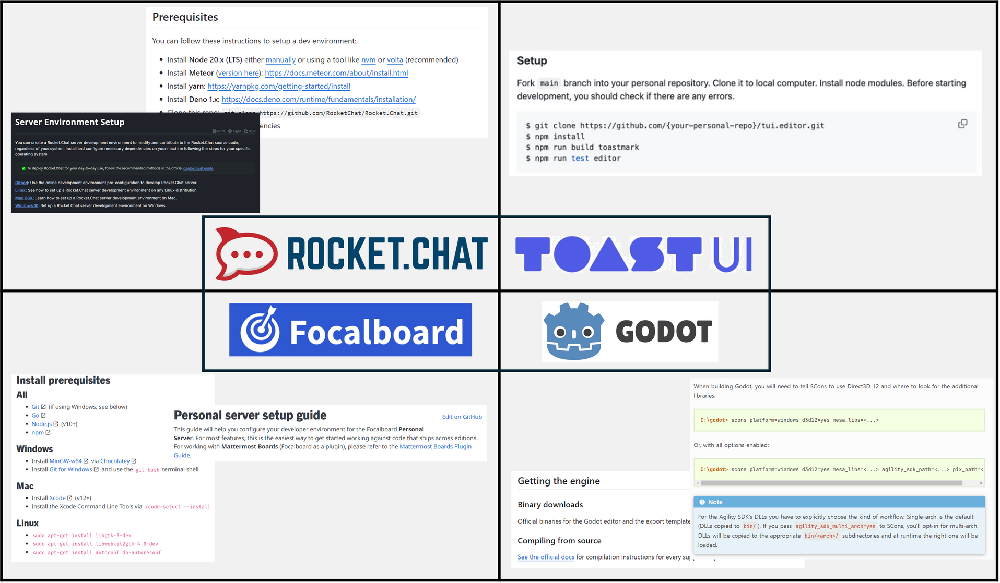 Prerequisites
You can follow these instructions to setup a dev environment:
• Install Node 20.x (LTS) either manually or using a tool like nvm or volta (recommended)
• Install Meteor (version here): https://docs.meteor.com/about/install.html
• Install yarn: https://yarnpkg.com/getting-started/install
• Install Deno 1.x: https://docs.deno.com/runtime/fundamentals/installation/
• Clone this repo: git clone https://github.com/RocketChat/Rocket.Chat.git
encies
Server Environment Setup
Print Light PDF
You can create a Rocket.Chat server development environment to modify and contribute to the Rocket.Chat source code,
regardless of your system. Install and configure necessary dependencies on your machine following the steps for your specific
operating system.
To deploy Rocket.Chat for your day-to-day use, follow the recommended methods in the official deployment guide.
Gitpod: Use the online development environment pre-configuration to develop Rocket.Chat server.
Linux: See how to set up a Rocket.Chat server development environment on any Linux distribution.
Mac OSX: Learn how to set up a Rocket.Chat server development environment on Mac.
Windows 10: Set up a Rocket.Chat server development environment on Windows.
Setup
Fork main branch into your personal repository. Clone it to local computer. Install node modules. Before starting
development, you should check if there are any errors.
$ git clone https://github.com/{your-personal-repo}/tui.editor.git
$ npm install
$ npm run build toastmark
$ npm run test editor
ROCKET.CHAT
TOAST UI
Focalboard
GODOT
Install prerequisites
All
• Git (if using Windows, see below)
• Go
• Node.js (v10+)
• npm
Windows
• Install MinGW-w64 via Chocolatey
• Install Git for Windows and use the git-bash terminal shell
Mac
• Install Xcode (v12+)
• Install the Xcode Command Line Tools via xcode-select --install
Linux
• sudo apt-get install libgtk-3-dev
• sudo apt-get install libwebkit2gtk-4.0-dev
• sudo apt-get install autoconf dh-autoreconf
Personal server setup guide
Edit on GitHub
This guide will help you configure your developer environment for the Focalboard Personal
Server. For most features, this is the easiest way to get started working against code that ships across editions.
For working with Mattermost Boards (Focalboard as a plugin), please refer to the Mattermost Boards Plugin
Guide.
Getting the engine
Binary downloads
Official binaries for the Godot editor and the export template
Compiling from source
See the official docs for compilation instructions for every
When building Godot, you will need to tell SCons to use Direct3D 12 and where to look for the additional
libraries:
C:\godot> scons platform=windows d3d12=yes mesa_libs=<...>
Or, with all options enabled:
C:\godot> scons platform=windows d3d12=yes mesa_libs=<...> agility_sdk_path=<...> pix_path=<
Note
For the Agility SDK's DLLs you have to explicitly choose the kind of workflow. Single-arch is the default
(DLLs copied to bin/ ). If you pass agility_sdk_multi_arch=yes to SCons, you'll opt-in for multi-arch.
DLLs will be copied to the appropriate bin/<arch>/ subdirectories and at runtime the right one will be
loaded.